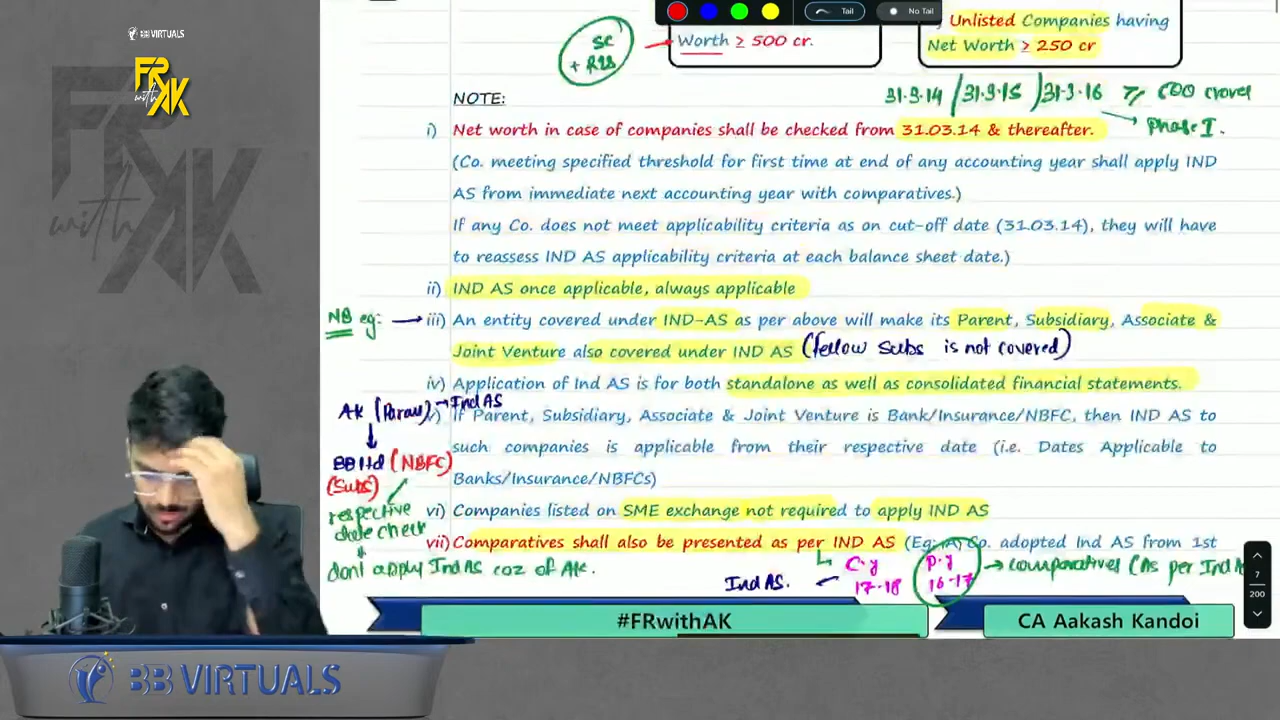 BB VIRTUALS
FR
with
AK
FR
with
AK
Tail
No Tail
Worth ≥ 500 cr.
Unlisted Companies having
Net Worth ≥ 250 cr
SC
+ R&S
31.3.14 / 31.3.15 ) 31.3.16 ≥ 500 crores
Phase I.
NOTE:
i) Net worth in case of companies shall be checked from 31.03.14 & thereafter.
(Co. meeting specified threshold for first time at end of any accounting year shall apply IND
AS from immediate next accounting year with comparatives.)
If any Co. does not meet applicability criteria as on cut-off date (31.03.14), they will have
to reassess IND AS applicability criteria at each balance sheet date.)
ii) IND AS once applicable, always applicable
NB eg: → iii) An entity covered under IND-AS as per above will make its Parent, Subsidiary, Associate &
Joint Venture also covered under IND AS (fellow subs is not covered)
iv) Application of Ind AS is for both standalone as well as consolidated financial statements.
AK (Parent) → Ind AS
v) If Parent, Subsidiary, Associate & Joint Venture is Bank/Insurance/NBFC, then IND AS to
such companies is applicable from their respective date (i.e. Dates Applicable to
Banks/Insurance/NBFCs)
BB ltd (NBFC)
(Subs)
respective
date check
dont apply Ind AS coz of AK.
vi) Companies listed on SME exchange not required to apply IND AS
vii) Comparatives shall also be presented as per IND AS (Eg: A Co. adopted Ind AS from 1st
Ind AS. C.Y P.Y → comparatives (As per Ind A
17-18 16-17
7
200
#FRwithAK
CA Aakash Kandoi
BB VIRTUALS